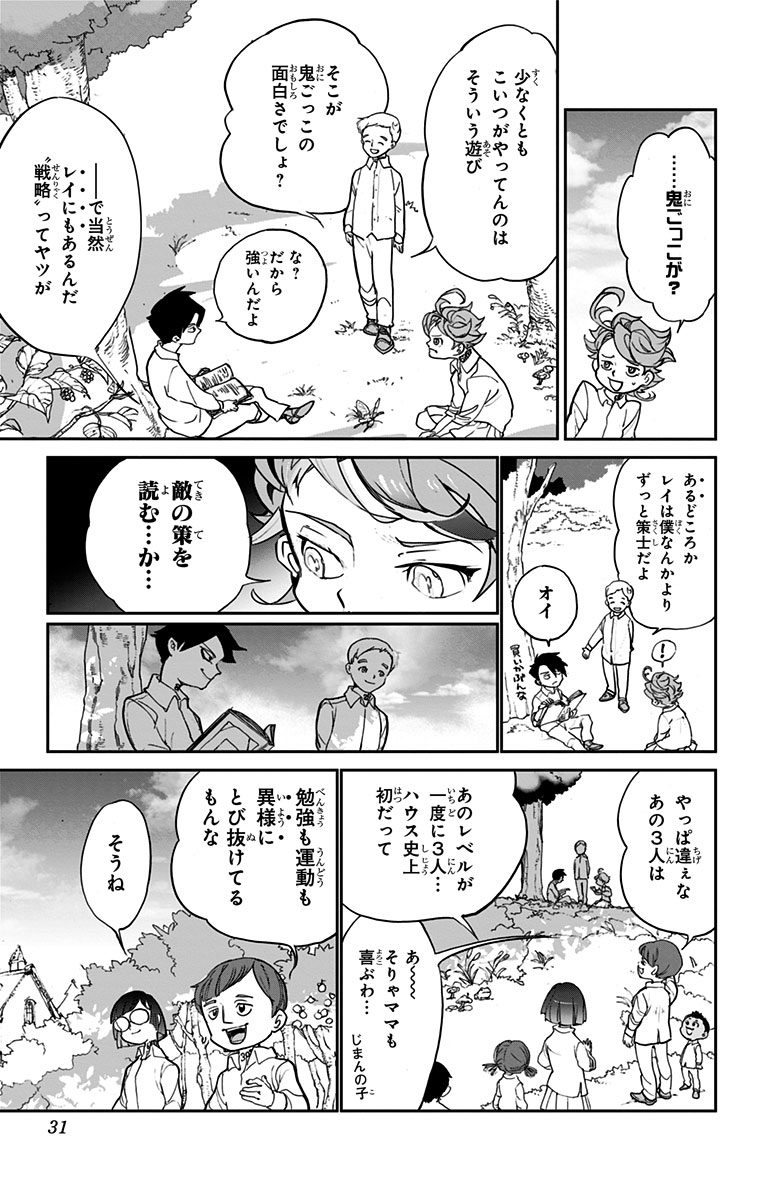 ……鬼ごっこが?
少なくとも
こいつがやってんのは
そういう遊び
そこが
鬼ごっこの
面白さでしょ?
な?
だから
強いんだよ
――で当然
レイにもあるんだ
“戦略”ってヤツが
あるどころか
レイは僕なんかより
ずっと策士だよ
!
オイ
買いかぶんな
敵の策を
読む…か…
やっぱ違ぇな
あの3人は
あのレベルが
一度に3人…
ハウス史上
初だって
あ〜〜〜
そりゃママも
喜ぶわ…
じまんの子
勉強も運動も
異様に
とび抜けてる
もんな
そうね
31